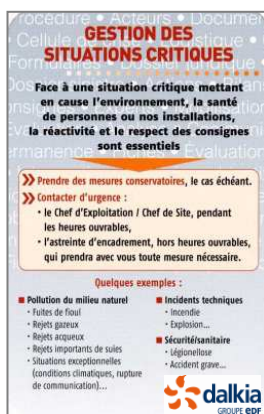 Procédure • Acteurs • Documen
GESTION DES
SITUATIONS CRITIQUES
Face à une situation critique mettant
en cause l'environnement, la santé
de personnes ou nos installations,
la réactivité et le respect des consignes
sont essentiels
Prendre des mesures conservatoires, le cas échéant.
Contacter d'urgence :
• le Chef d'Exploitation / Chef de Site, pendant
les heures ouvrables,
• l'astreinte d'encadrement, hors heures ouvrables,
qui prendra avec vous toute mesure nécessaire.
Quelques exemples :
■ Pollution du milieu naturel
· Fuites de fioul
· Rejets gazeux
· Rejets aqueux
· Rejets importants de suies
· Situations exceptionnelles
(conditions climatiques, rupture
de communication)...
■ Incidents techniques
· Incendie
· Explosion...
■ Sécurité/sanitaire
· Légionellose
· Accident grave...
dalkia
GROUPE EDF